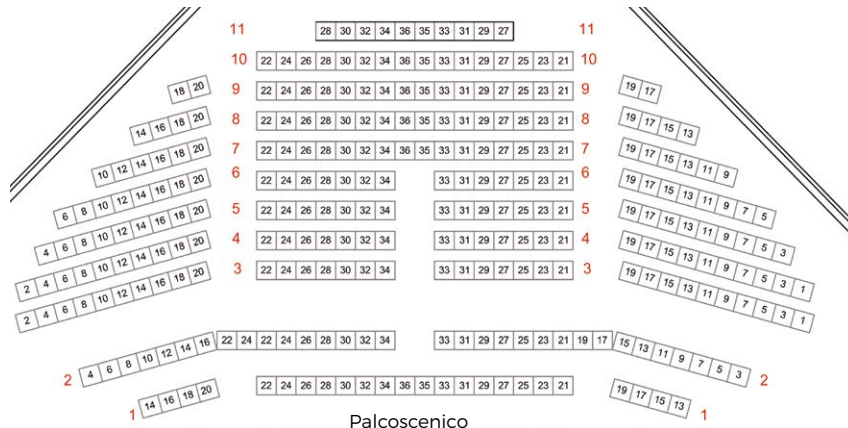 11 28 30 32 34 36 35 33 31 29 27 11
10 22 24 26 28 30 32 34 36 35 33 31 29 27 25 23 21 10
18 20 9 22 24 26 28 30 32 34 36 35 33 31 29 27 25 23 21 9 19 17
14 16 18 20 8 22 24 26 28 30 32 34 36 35 33 31 29 27 25 23 21 8 19 17 15 13
10 12 14 16 18 20 7 22 24 26 28 30 32 34 36 35 33 31 29 27 25 23 21 7 19 17 15 13 11 9
6 8 10 12 14 16 18 20 6 22 24 26 28 30 32 34 33 31 29 27 25 23 21 6 19 17 15 13 11 9 7 5
4 6 8 10 12 14 16 18 20 5 22 24 26 28 30 32 34 33 31 29 27 25 23 21 5 19 17 15 13 11 9 7 5 3
2 4 6 8 10 12 14 16 18 20 4 22 24 26 28 30 32 34 33 31 29 27 25 23 21 4 19 17 15 13 11 9 7 5 3 1
2 4 6 8 10 12 14 16 18 20 3 22 24 26 28 30 32 34 33 31 29 27 25 23 21 3 19 17 15 13 11 9 7 5 3 1
2 4 6 8 10 12 14 16 22 24 22 24 26 28 30 32 34 33 31 29 27 25 23 21 19 17 15 13 11 9 7 5 3 2
1 14 16 18 20 22 24 26 28 30 32 34 36 35 33 31 29 27 25 23 21 19 17 15 13 1
Palcoscenico